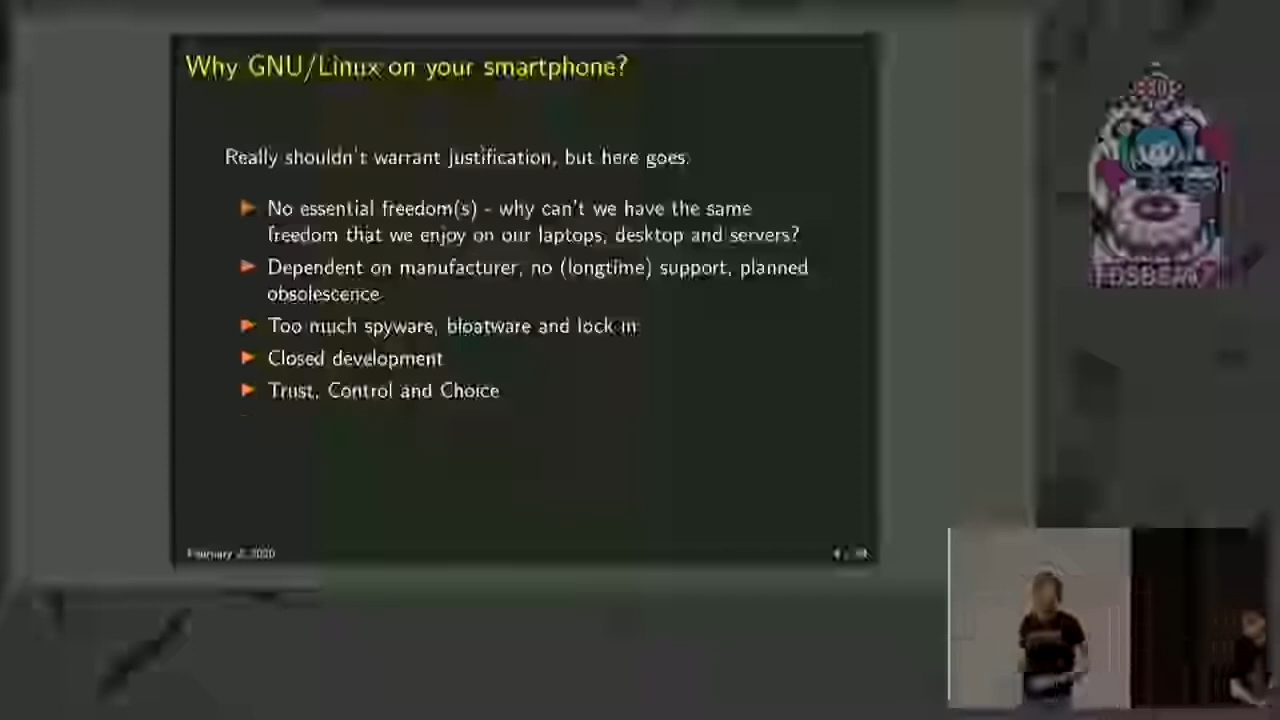 Why GNU/Linux on your smartphone?
Really shouldn't warrant justification, but here goes.
No essential freedom(s) - why can't we have the same
freedom that we enjoy on our laptops, desktop and servers?
Dependent on manufacturer, no (longtime) support, planned
obsolescence
Too much spyware, bloatware and lock in
Closed development
Trust, Control and Choice
February 2, 2020